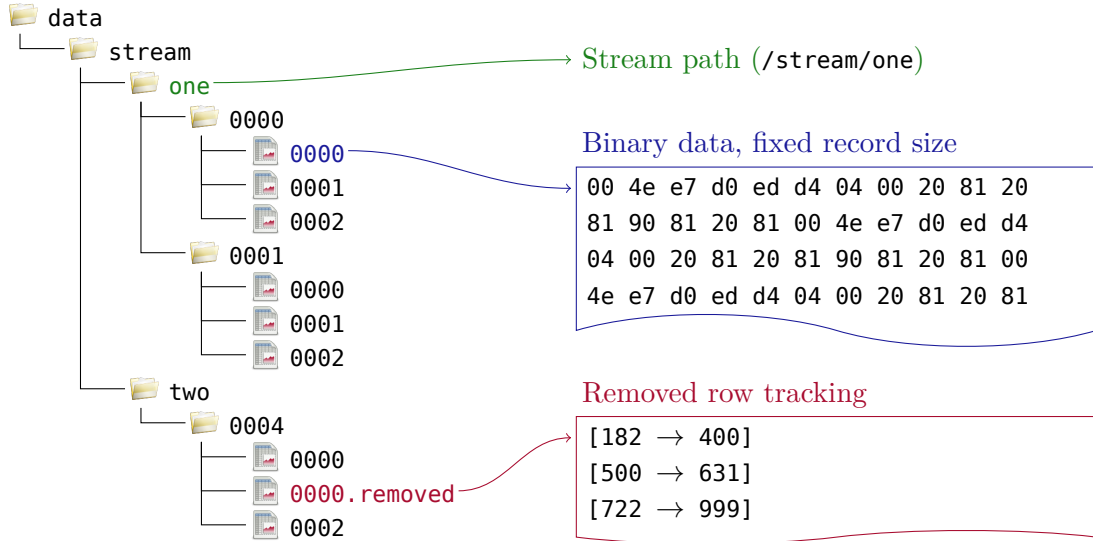 data
stream
one
Stream path (/stream/one)
0000
0000
0001
0002
0001
0000
0001
0002
Binary data, fixed record size
00 4e e7 d0 ed d4 04 00 20 81 20
81 90 81 20 81 00 4e e7 d0 ed d4
04 00 20 81 20 81 90 81 20 81 00
4e e7 d0 ed d4 04 00 20 81 20 81
two
0004
0000
0000.removed
0002
Removed row tracking
[182 → 400]
[500 → 631]
[722 → 999]